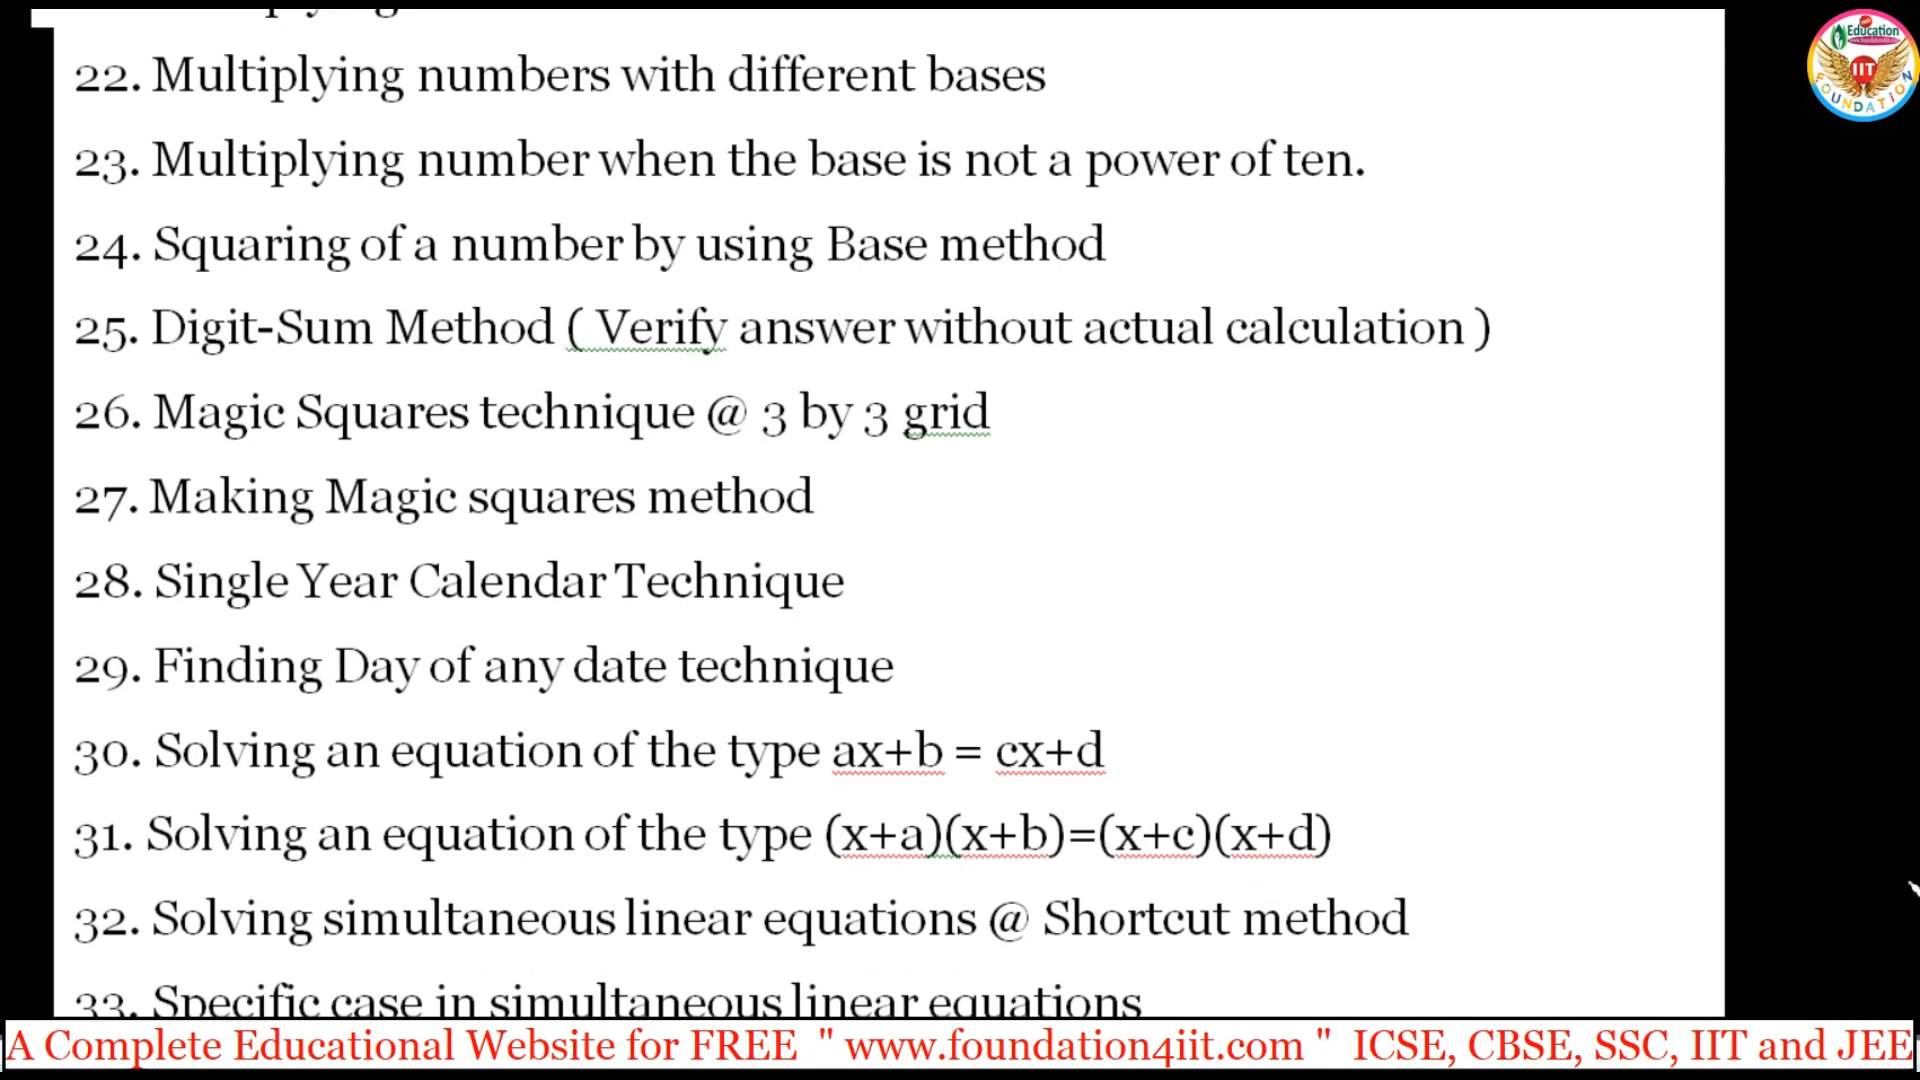 22. Multiplying numbers with different bases
23. Multiplying number when the base is not a power of ten.
24. Squaring of a number by using Base method
25. Digit-Sum Method ( Verify answer without actual calculation )
26. Magic Squares technique @ 3 by 3 grid
27. Making Magic squares method
28. Single Year Calendar Technique
29. Finding Day of any date technique
30. Solving an equation of the type ax+b = cx+d
31. Solving an equation of the type (x+a)(x+b)=(x+c)(x+d)
32. Solving simultaneous linear equations @ Shortcut method
33. Specific case in simultaneous linear equations
A Complete Educational Website for FREE " www.foundation4iit.com " ICSE, CBSE, SSC, IIT and JEE
Education
IIT
FOUNDATION